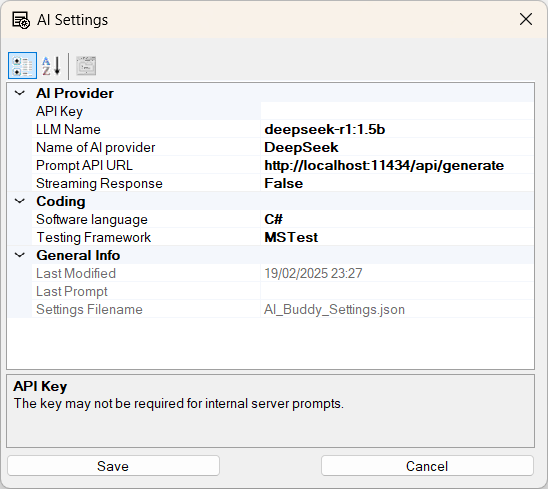 AI Settings
A
Z
AI Provider
API Key
LLM Name deepseek-r1:1.5b
Name of AI provider DeepSeek
Prompt API URL http://localhost:11434/api/generate
Streaming Response False
Coding
Software language C#
Testing Framework MSTest
General Info
Last Modified 19/02/2025 23:27
Last Prompt
Settings Filename AI_Buddy_Settings.json
API Key
The key may not be required for internal server prompts.
Save Cancel